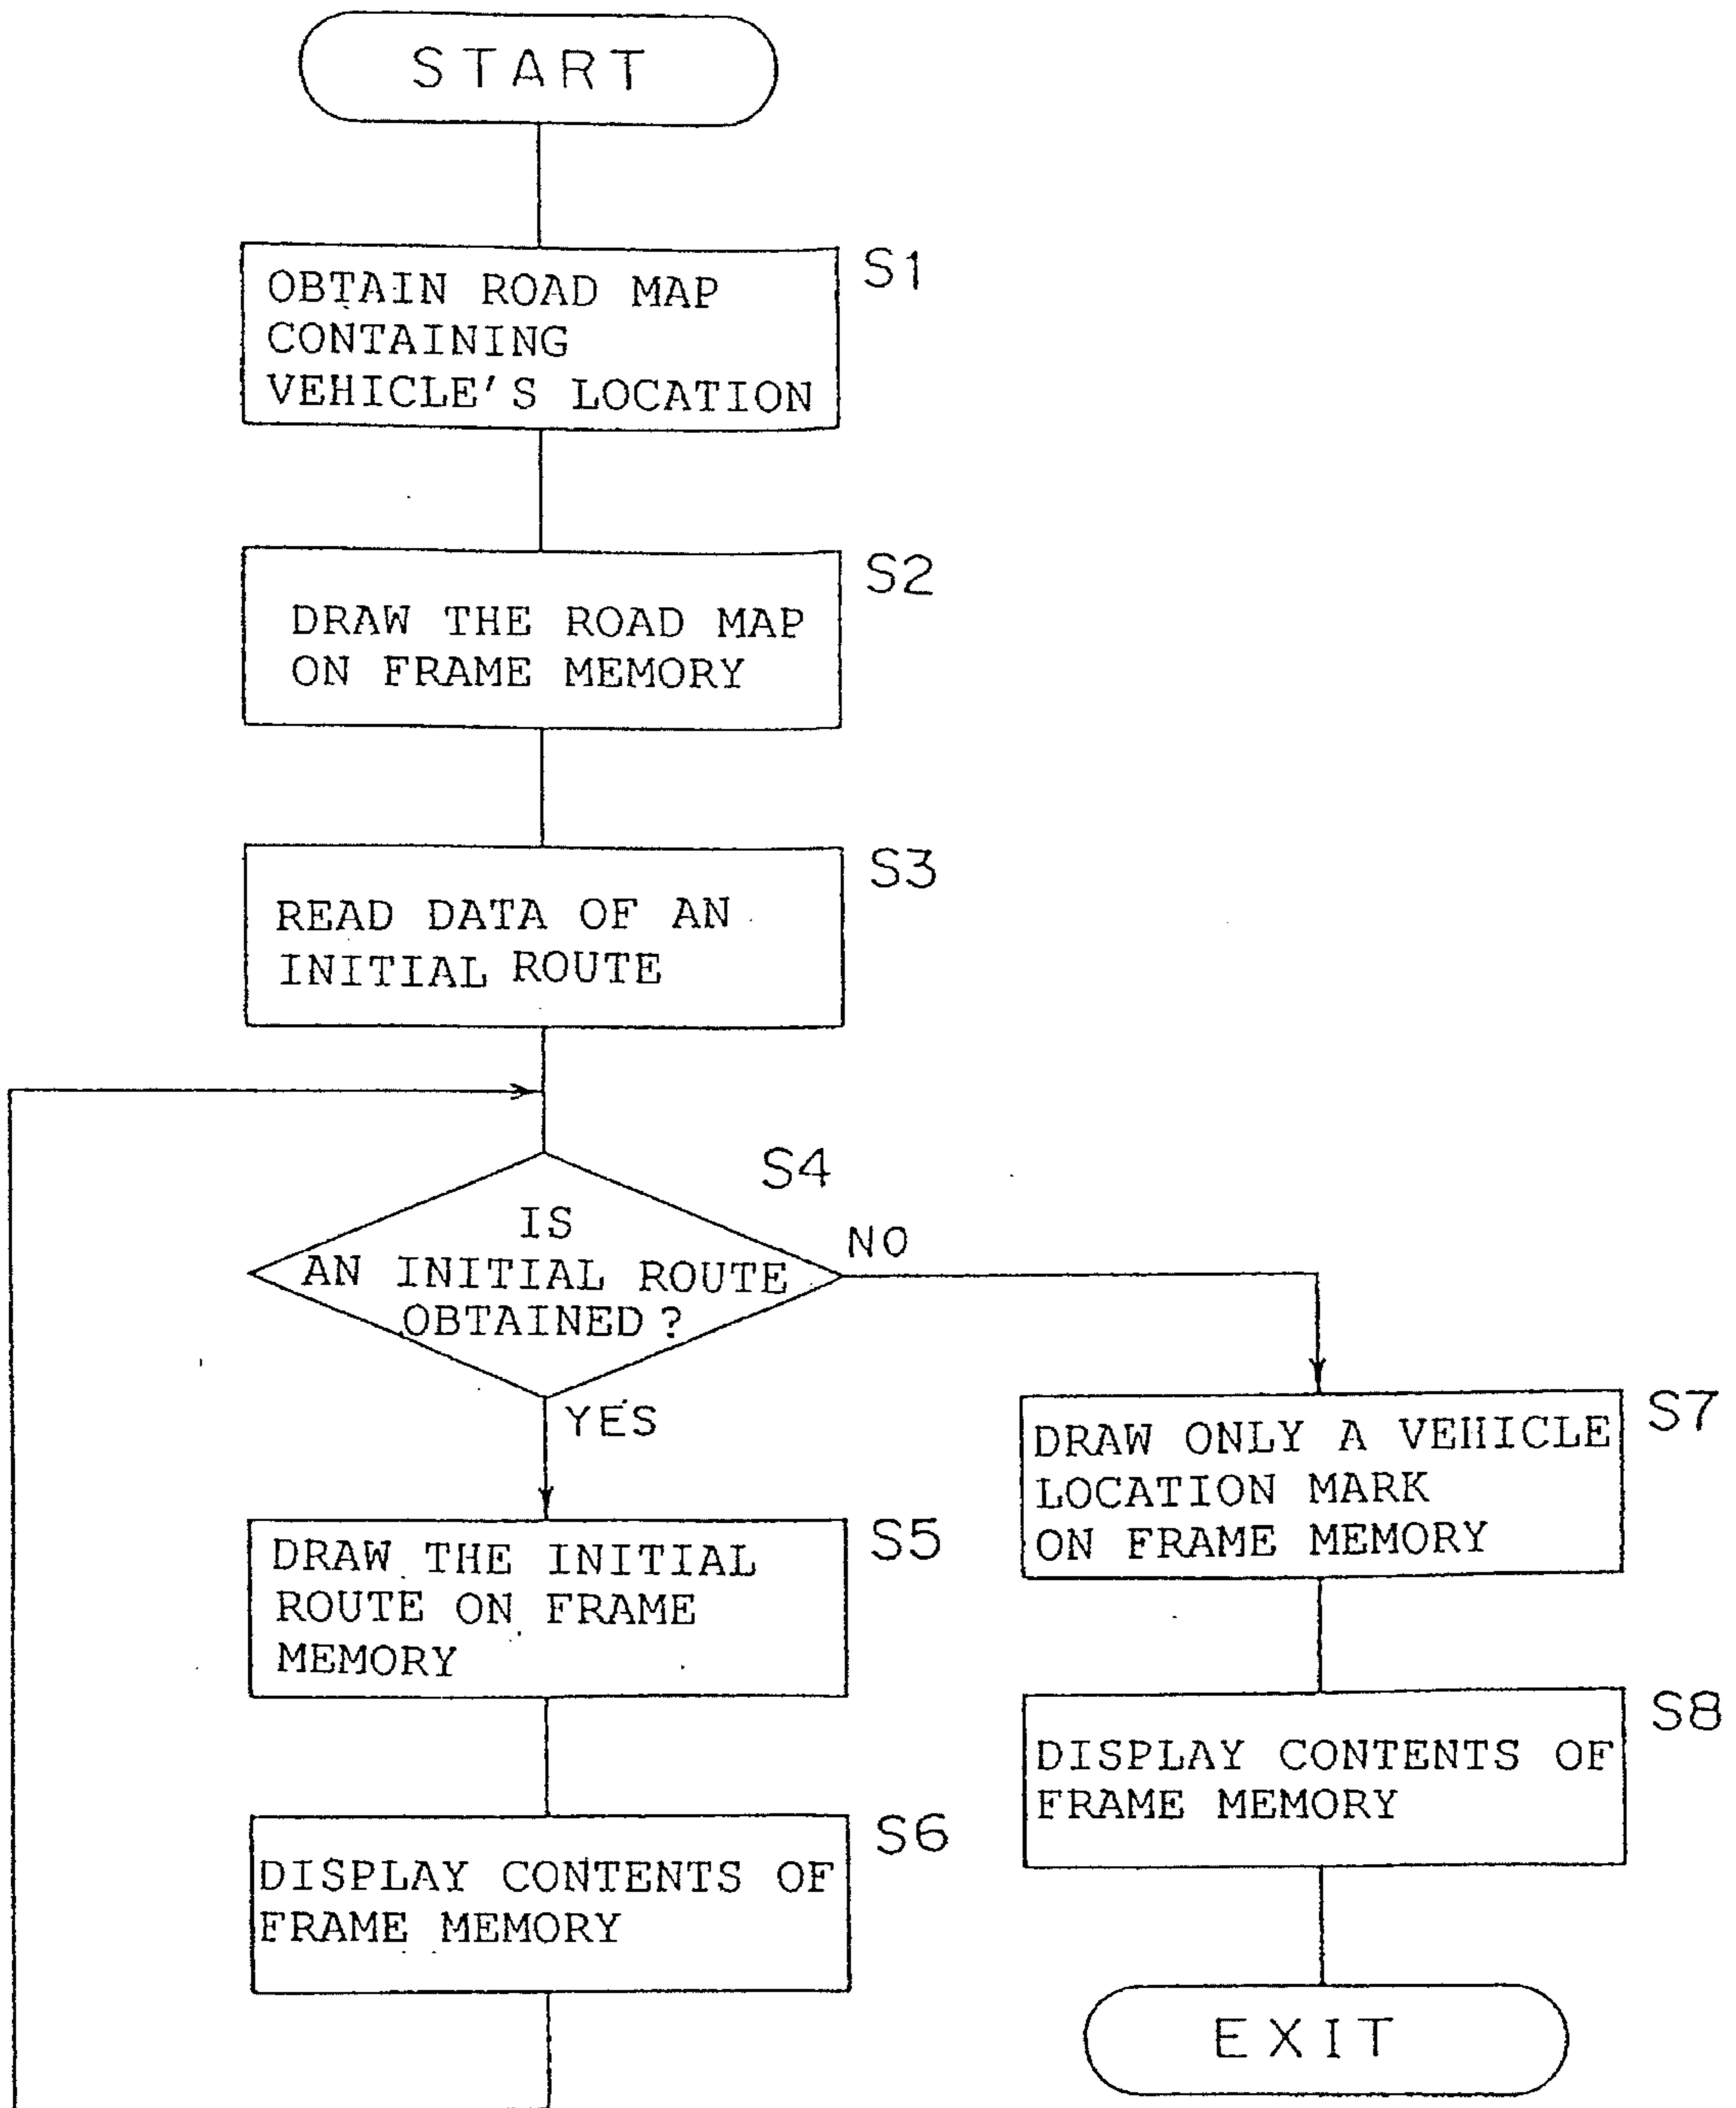 START
S1
OBTAIN ROAD MAP
CONTAINING
VEHICLE'S LOCATION
S2
DRAW THE ROAD MAP
ON FRAME MEMORY
S3
READ DATA OF AN
INITIAL ROUTE
S4
IS
AN INITIAL ROUTE
OBTAINED?
NO
YES
S5
DRAW THE INITIAL
ROUTE ON FRAME
MEMORY
S6
DISPLAY CONTENTS OF
FRAME MEMORY
S7
DRAW ONLY A VEHICLE
LOCATION MARK
ON FRAME MEMORY
S8
DISPLAY CONTENTS OF
FRAME MEMORY
EXIT